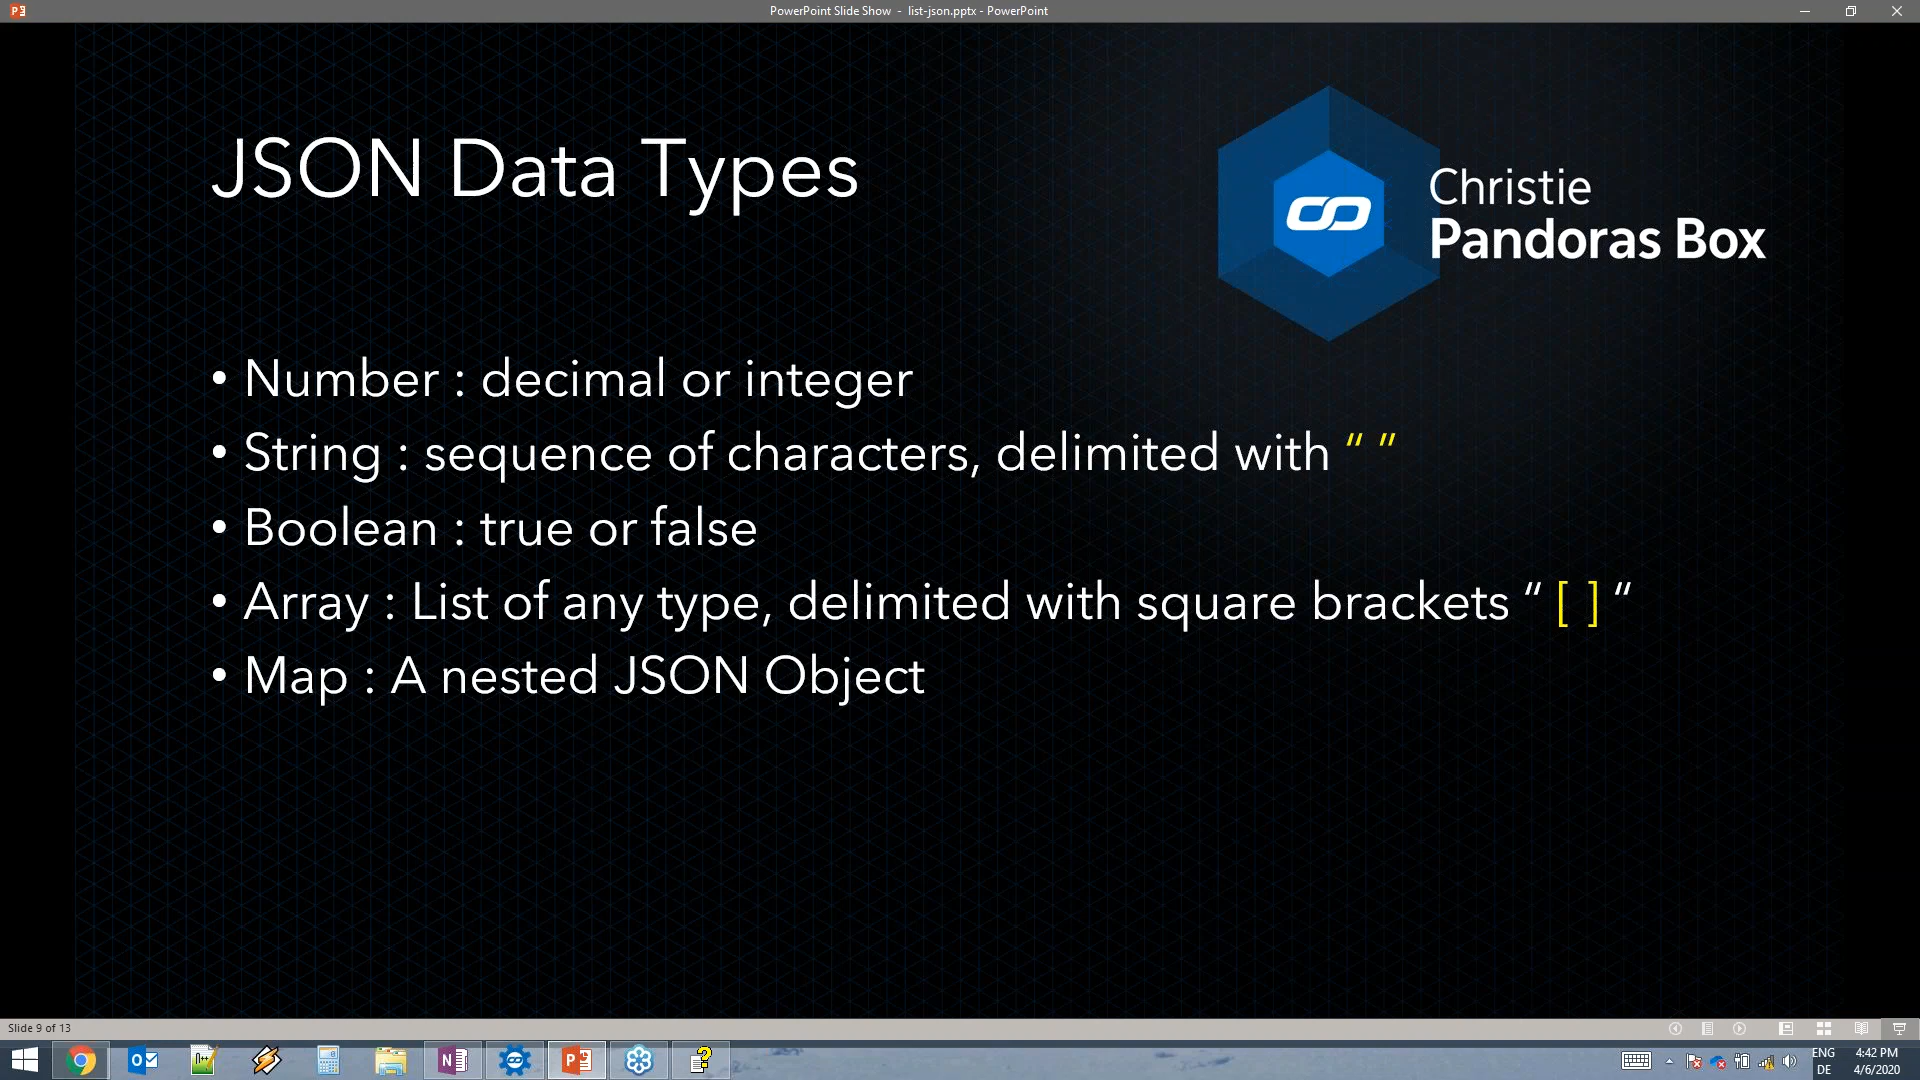 PowerPoint Slide Show - list-json.pptx - PowerPoint
JSON Data Types
Christie
Pandoras Box
• Number : decimal or integer
• String : sequence of characters, delimited with “ ”
• Boolean : true or false
• Array : List of any type, delimited with square brackets “ [ ] “
• Map : A nested JSON Object
Slide 9 of 13
ENG 4:42 PM
DE 4/6/2020